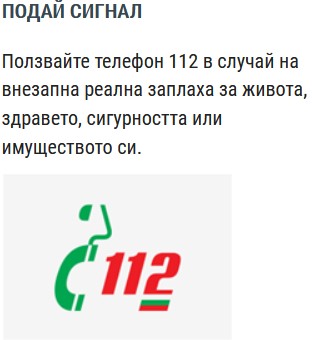 ПОДАЙ СИГНАЛ
Ползвайте телефон 112 в случай на
внезапна реална заплаха за живота,
здравето, сигурността или
имуществото си.
112